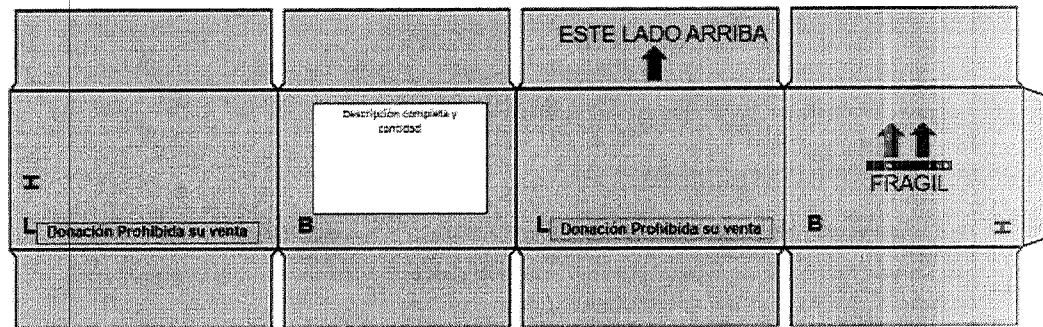 ESTE LADO ARRIBA
Descripción completa y
cantidad
FRAGIL
H
L Donación Prohibida su venta
B
L Donación Prohibida su venta
B
H